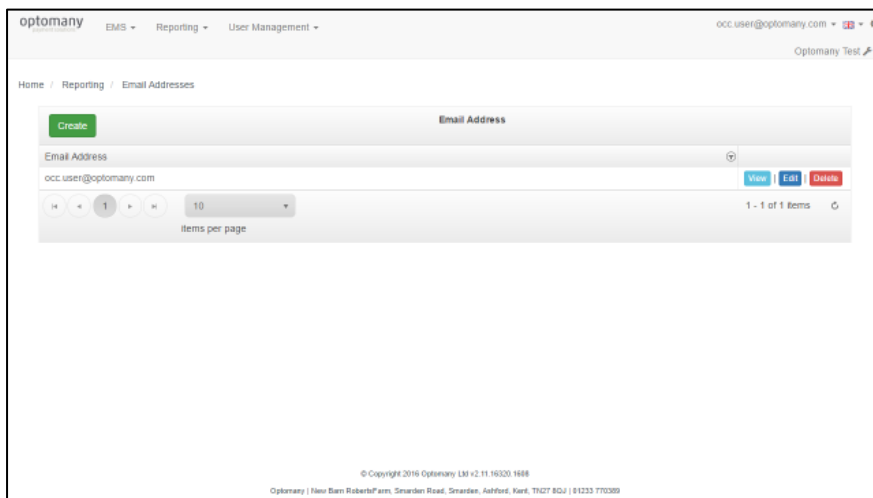 optomany EMS Reporting User Management occ.user@optomany.com
Optomany Test
Home / Reporting / Email Addresses
Create Email Address
Email Address
occ.user@optomany.com View | Edit | Delete
1 10 1 - 1 of 1 items
items per page
© Copyright 2016 Optomany Ltd v2.11.16320.1608
Optomany | New Barn RobertsFarm, Smarden Road, Smarden, Ashford, Kent, TN27 8QJ | 01233 770389